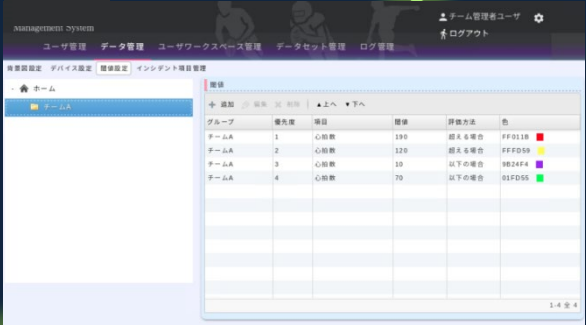 Management System
チーム管理者ユーザ
ログアウト
ユーザ管理 データ管理 ユーザワークスペース管理 データセット管理 ログ管理
背景図設定 デバイス設定 閾値設定 インシデント項目管理
ホーム
チームA
閾値
追加 編集 削除 ▲上へ ▼下へ
グループ 優先度 項目 閾値 評価方法 色
チームA 1 心拍数 190 超える場合 FF011B
チームA 2 心拍数 120 超える場合 FFFD59
チームA 3 心拍数 10 以下の場合 9B24F4
チームA 4 心拍数 70 以下の場合 01FD55
1-4 全 4